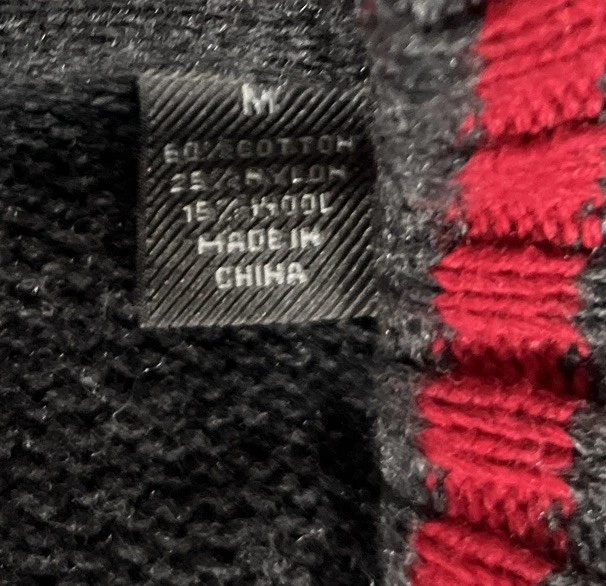 M
60% COTTON
25% NYLON
15% WOOL
MADE IN
CHINA